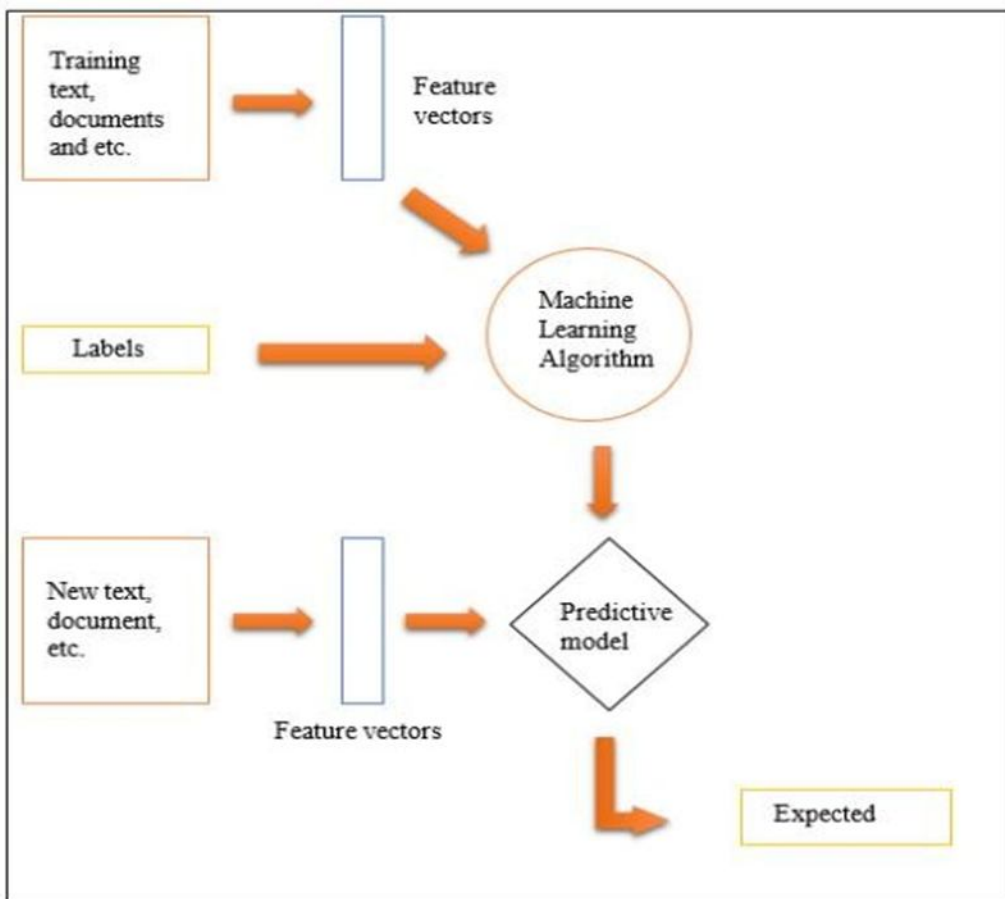 Training
text,
documents
and etc.
Feature
vectors
Machine
Learning
Algorithm
Labels
New text,
document,
etc.
Predictive
model
Feature vectors
Expected